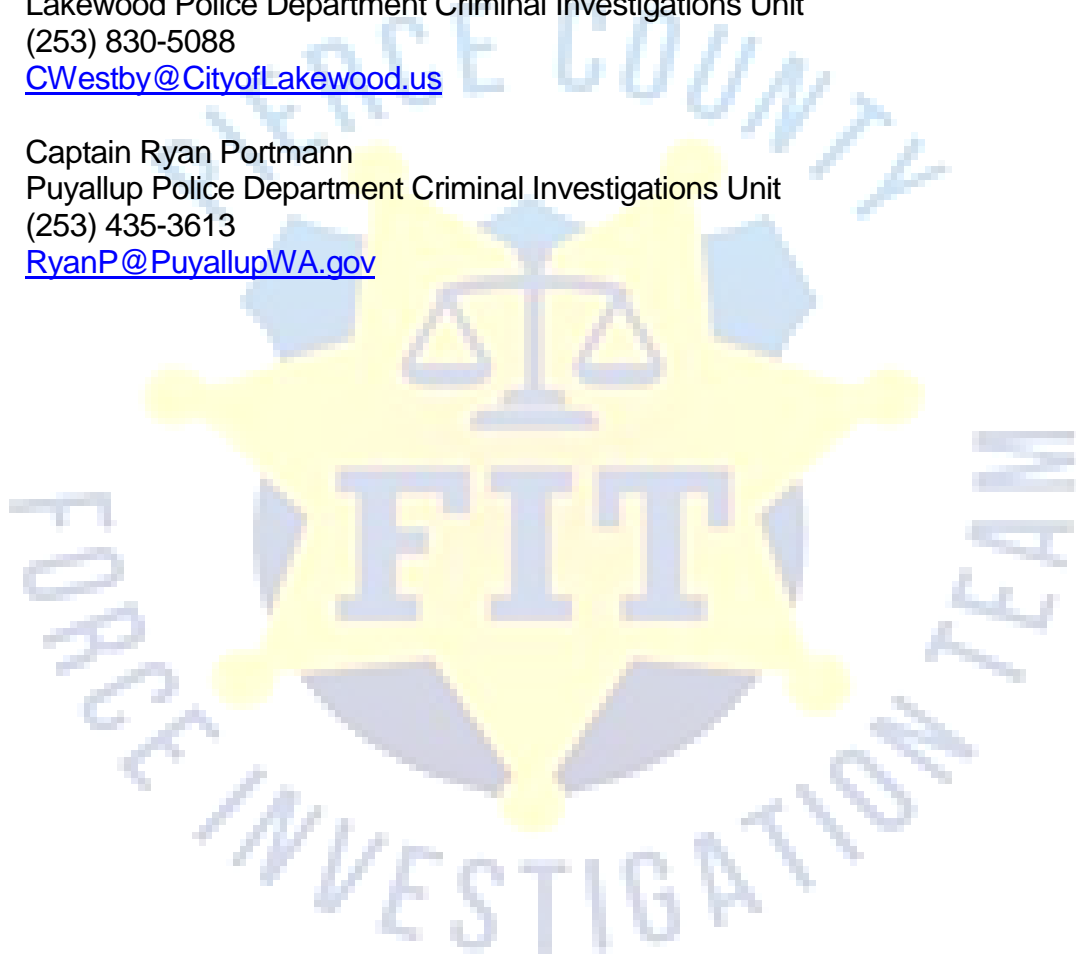 Lakewood Police Department Criminal Investigations Unit
(253) 830-5088
CWestby@CityofLakewood.us
Captain Ryan Portmann
Puyallup Police Department Criminal Investigations Unit
(253) 435-3613
RyanP@PuyallupWA.gov
PIERCE COUNTY
FIT
FORCE INVESTIGATION TEAM